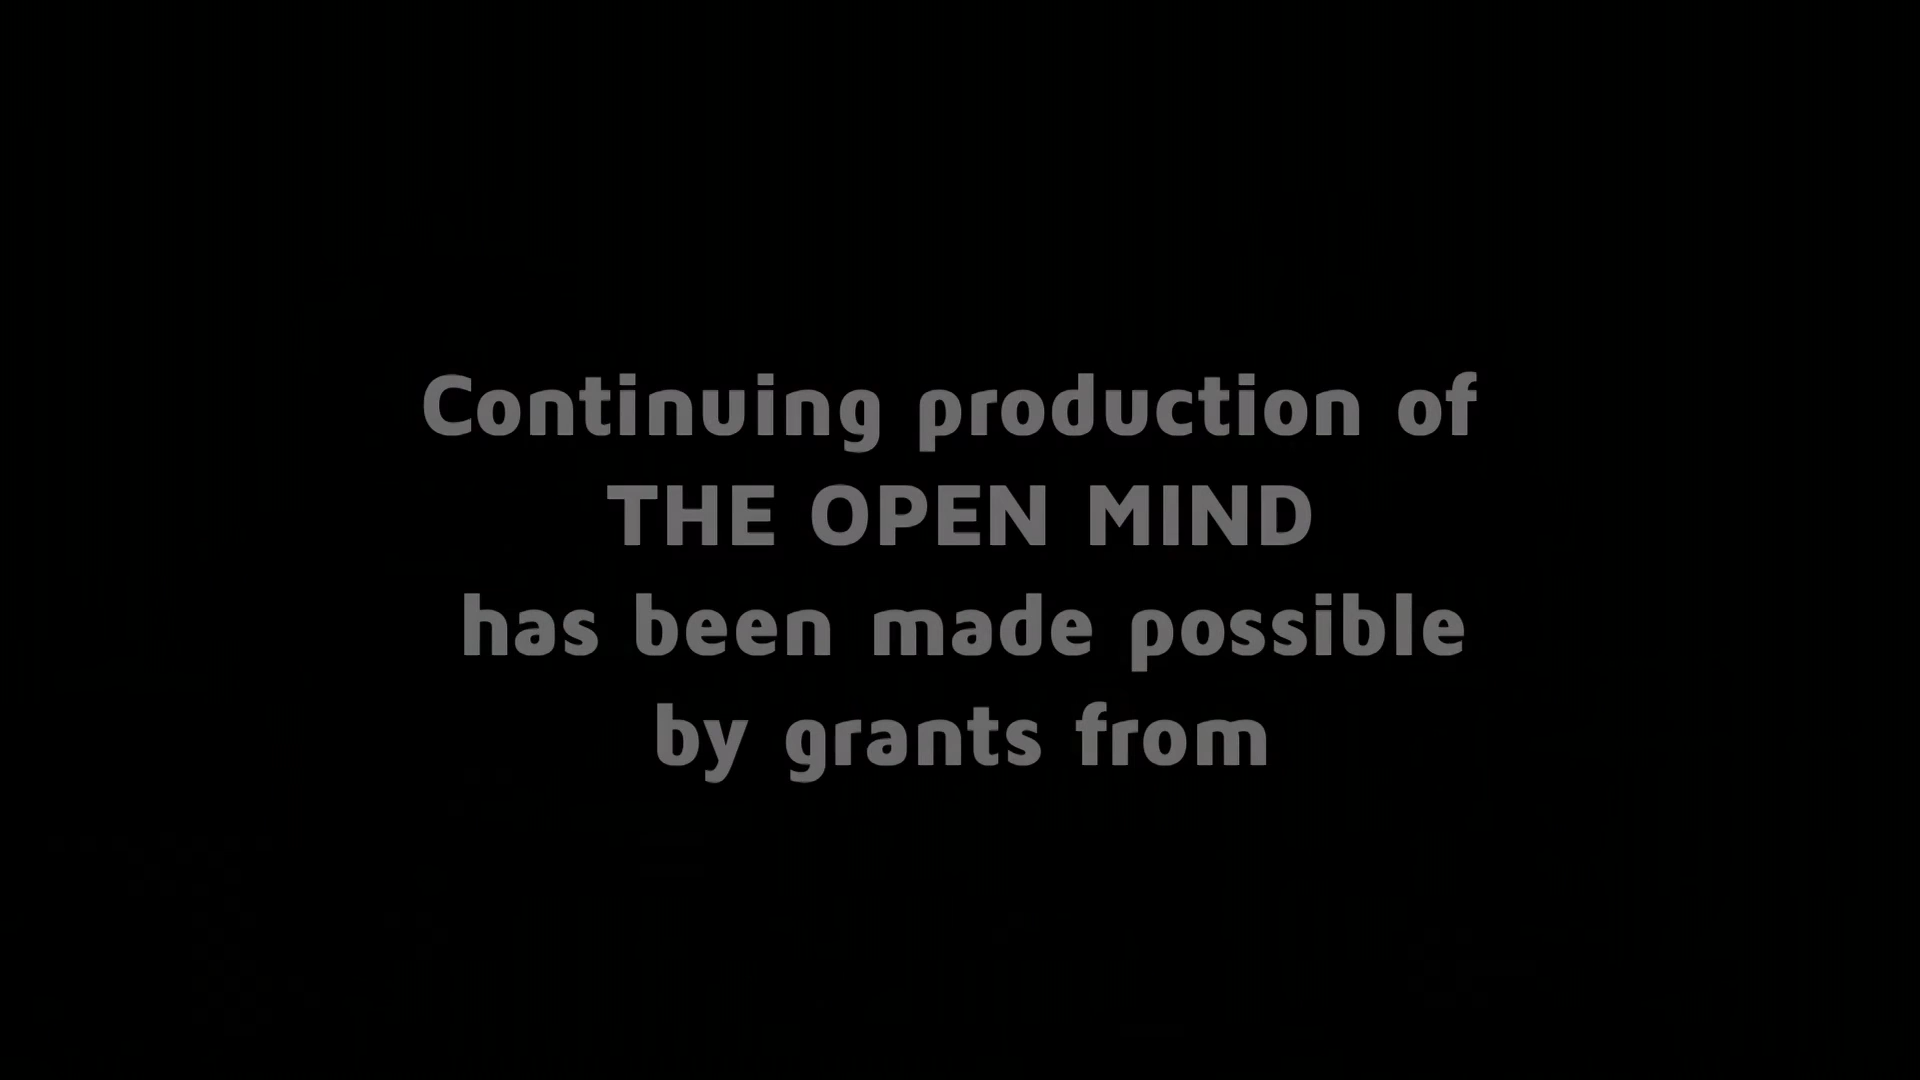 Continuing production of
THE OPEN MIND
has been made possible
by grants from